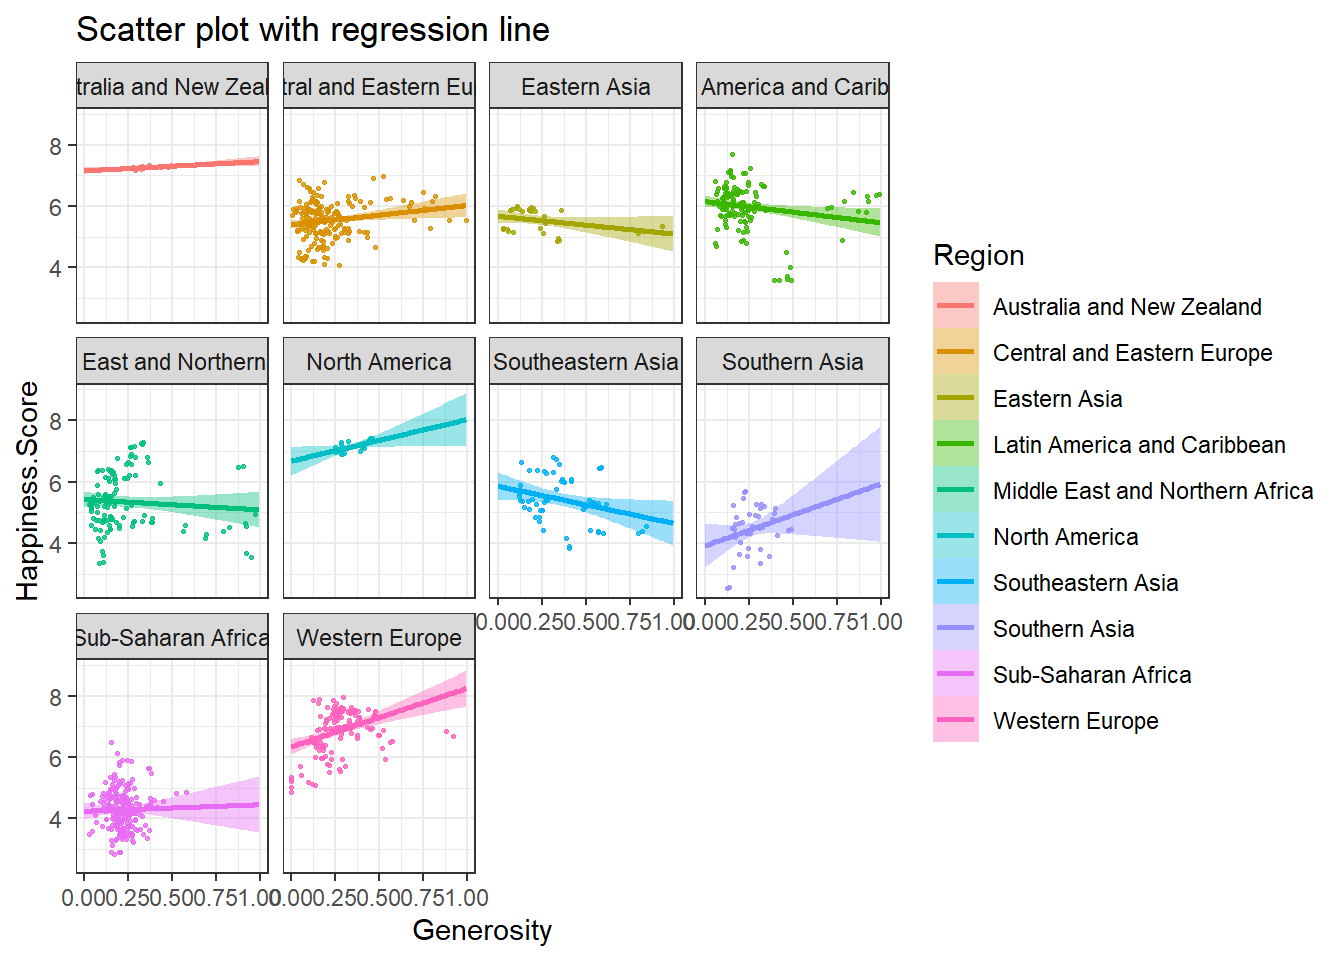 Scatter plot with regression line
tralia and New Zeal
tral and Eastern Eu
Eastern Asia
America and Carib
8
6
4
East and Northern
North America
Southeastern Asia
Southern Asia
8
6
4
0.000.250.500.751.00
0.000.250.500.751.00
Sub-Saharan Africa
Western Europe
8
6
4
0.000.250.500.751.00
0.000.250.500.751.00
Happiness.Score
Generosity
Region
Australia and New Zealand
Central and Eastern Europe
Eastern Asia
Latin America and Caribbean
Middle East and Northern Africa
North America
Southeastern Asia
Southern Asia
Sub-Saharan Africa
Western Europe